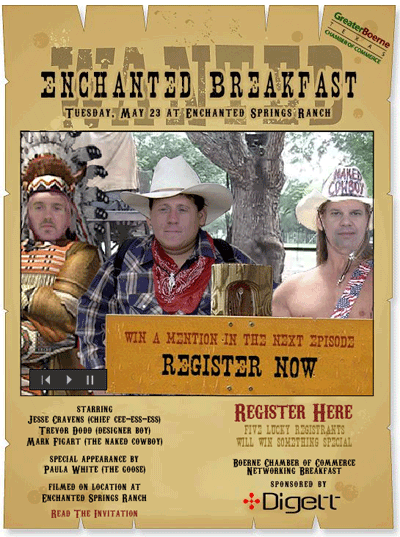 GreaterBoerne
TEXAS
CHAMBER OF COMMERCE
WANTED
ENCHANTED BREAKFAST
TUESDAY, MAY 23 AT ENCHANTED SPRINGS RANCH
NAKED
COWBOY
WIN A MENTION IN THE NEXT EPISODE
REGISTER NOW
STARRING
JESSE CRAVENS (CHIEF CEE-ESS-ESS)
TREVOR DODD (DESIGNER BOY)
MARK FIGART (THE NAKED COWBOY)
SPECIAL APPEARANCE BY
PAULA WHITE (THE GOOSE)
FILMED ON LOCATION AT
ENCHANTED SPRINGS RANCH
READ THE INVITATION
REGISTER HERE
FIVE LUCKY REGISTRANTS
WILL WIN SOMETHING SPECIAL
BOERNE CHAMBER OF COMMERCE
NETWORKING BREAKFAST
SPONSORED BY
Digett